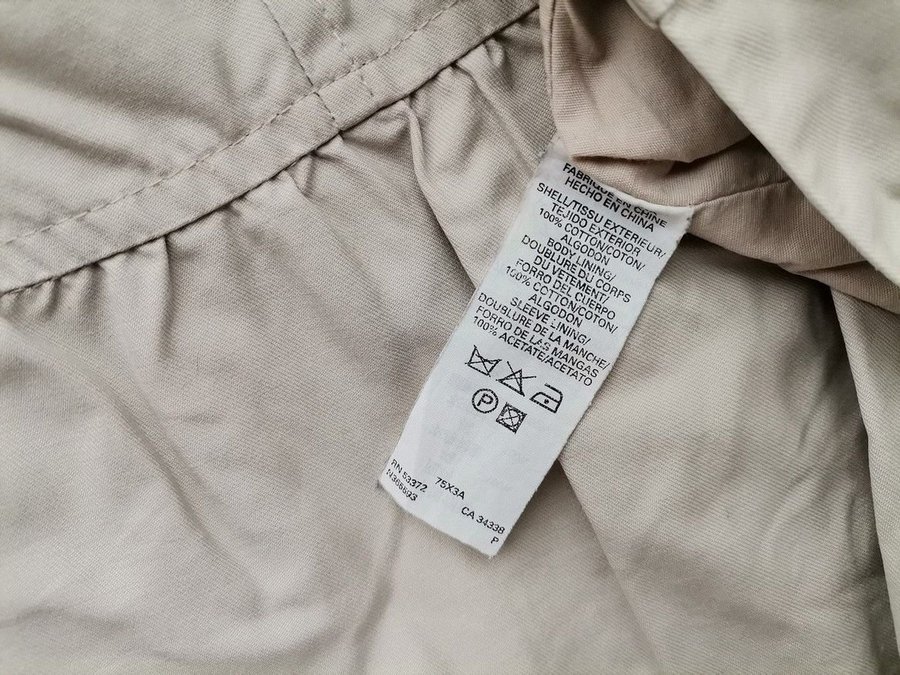 FABRIQUE EN CHINE
HECHO EN CHINA
SHELL/TISSU EXTERIEUR/
TEJIDO EXTERIOR
100% COTTON/COTON/
ALGODON
BODY LINING/
DOUBLURE DU CORPS
DU VETEMENT/
FORRO DEL CUERPO
100% COTTON/COTON/
ALGODON
SLEEVE LINING/
DOUBLURE DE LA MANCHE/
FORRO DE LAS MANGAS
100% ACETATE/ACETATO
P
RN 53372 75X3A CA 34338
N365593 P